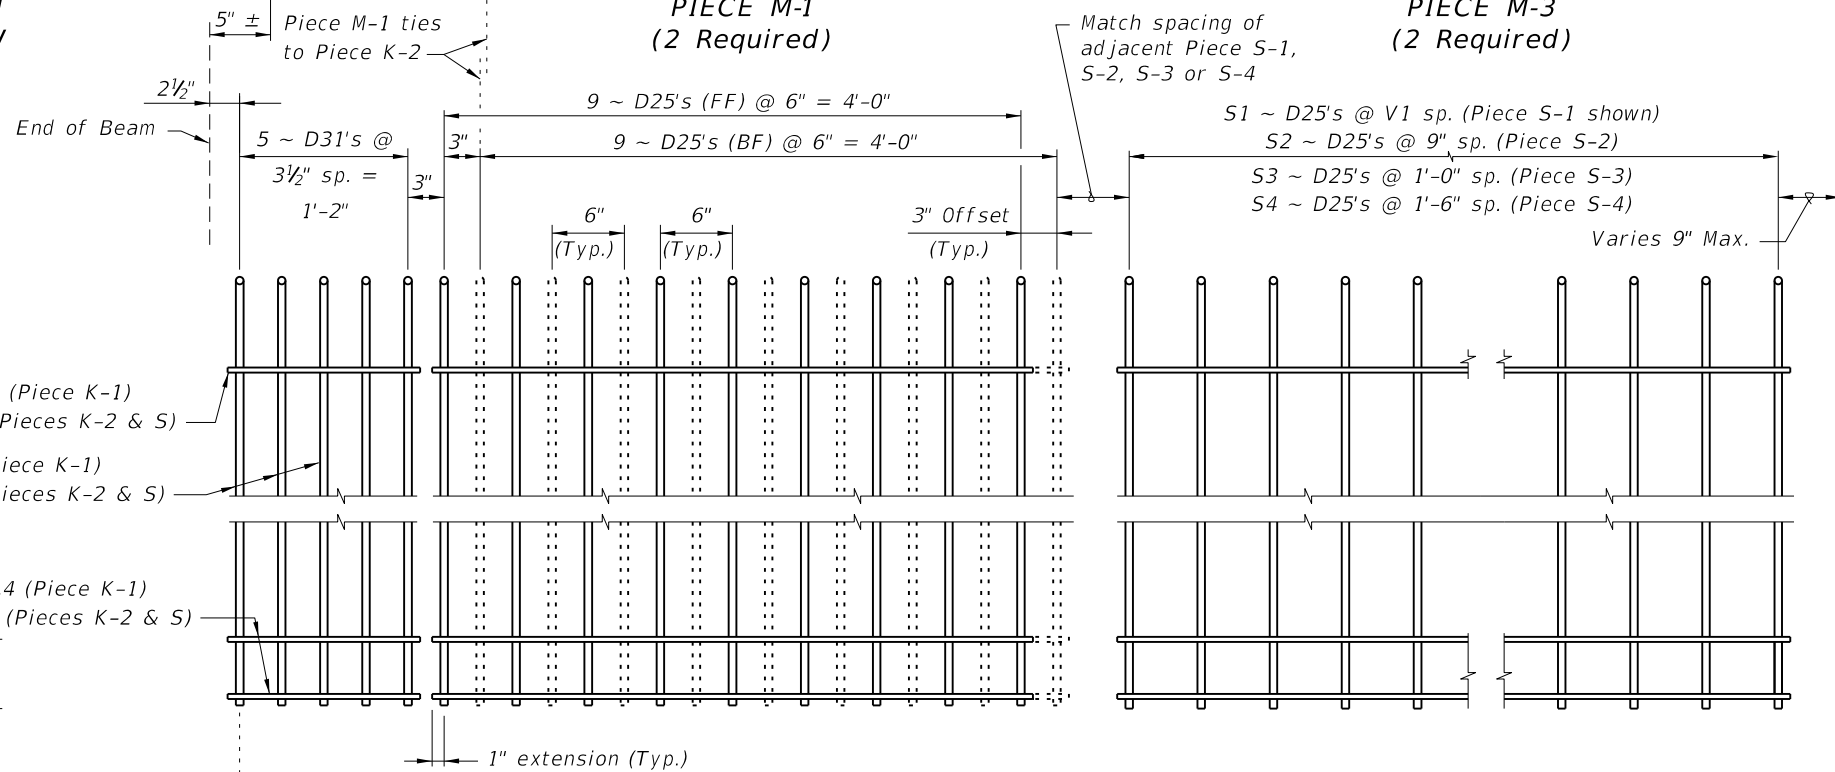 5" ±
Piece M-1 ties
to Piece K-2
PIECE M-1
(2 Required)
Match spacing of
adjacent Piece S-1,
S-2, S-3 or S-4
PIECE M-3
(2 Required)
2½"
End of Beam
5 ~ D31's @
3½" sp. =
1'-2"
3"
3"
9 ~ D25's (FF) @ 6" = 4'-0"
9 ~ D25's (BF) @ 6" = 4'-0"
6"
(Typ.)
6"
(Typ.)
3" Offset
(Typ.)
S1 ~ D25's @ V1 sp. (Piece S-1 shown)
S2 ~ D25's @ 9" sp. (Piece S-2)
S3 ~ D25's @ 1'-0" sp. (Piece S-3)
S4 ~ D25's @ 1'-6" sp. (Piece S-4)
Varies 9" Max.
(Piece K-1)
Pieces K-2 & S)
iece K-1)
ieces K-2 & S)
.4 (Piece K-1)
(Pieces K-2 & S)
1" extension (Typ.)